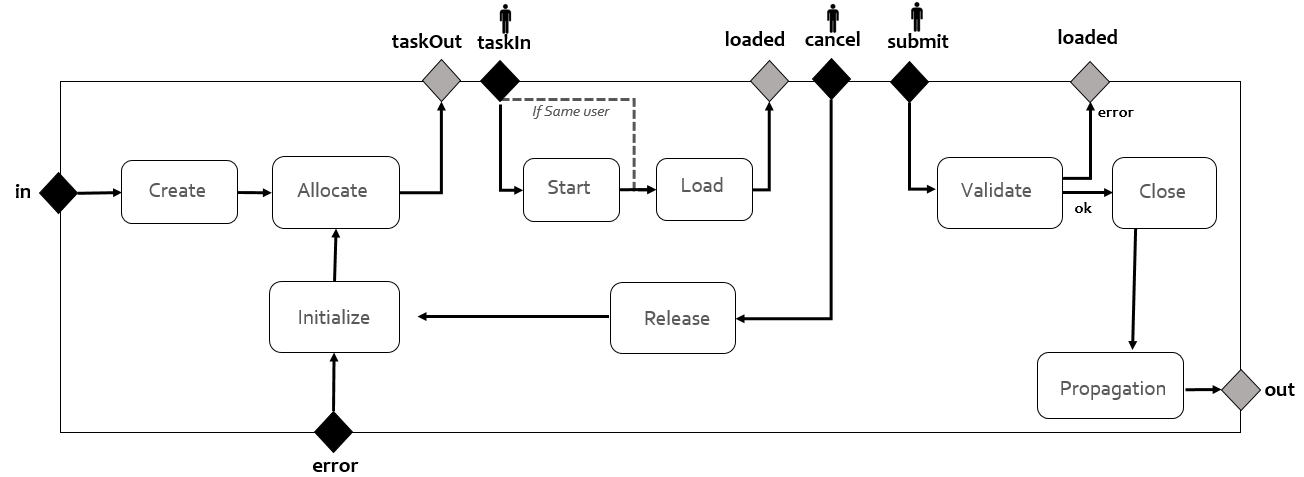 taskOut
taskIn
loaded
cancel
submit
loaded
If Same user
error
in
Create
Allocate
Start
Load
Validate
ok
Close
Initialize
Release
Propagation
out
error